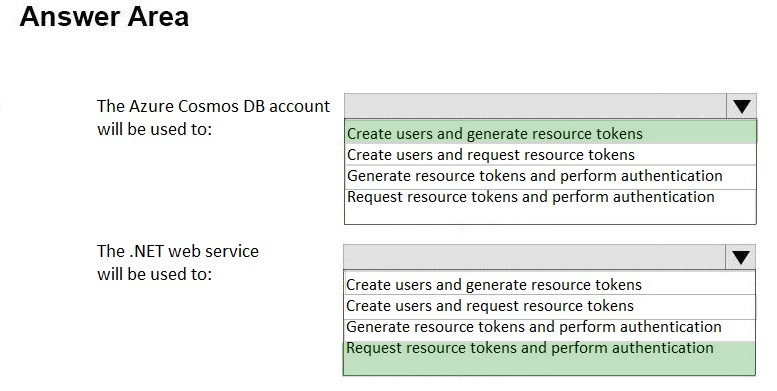 Answer Area
The Azure Cosmos DB account
will be used to:
Create users and generate resource tokens
Create users and request resource tokens
Generate resource tokens and perform authentication
Request resource tokens and perform authentication
The .NET web service
will be used to:
Create users and generate resource tokens
Create users and request resource tokens
Generate resource tokens and perform authentication
Request resource tokens and perform authentication